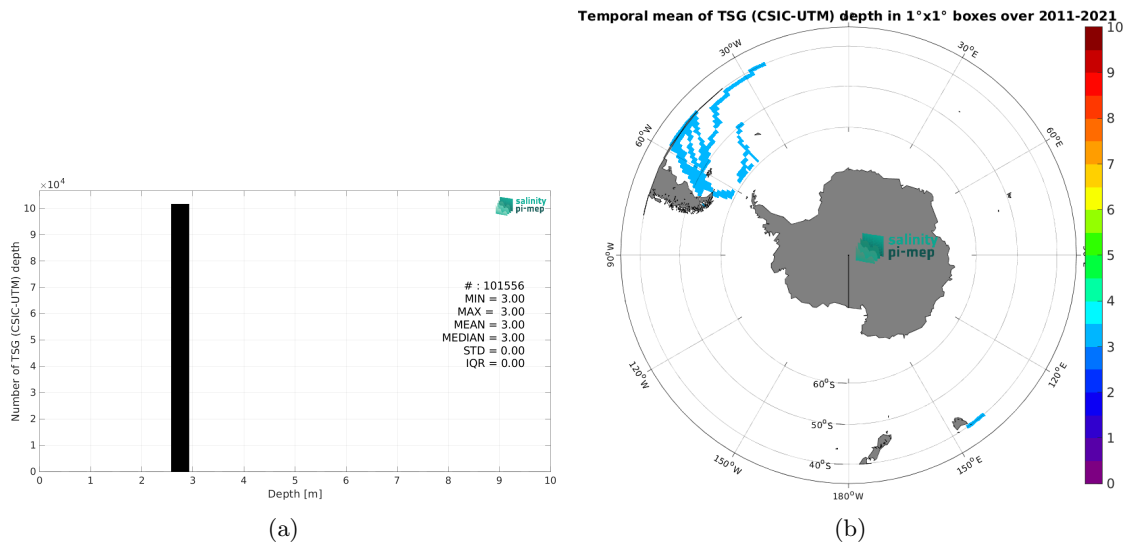 Temporal mean of TSG (CSIC-UTM) depth in 1°x1° boxes over 2011-2021
×10⁴
10
9
8
7
6
5
4
3
2
1
0
Number of TSG (CSIC-UTM) depth
0 1 2 3 4 5 6 7 8 9 10
Depth [m]
salinity
pi-mep
# : 101556
MIN = 3.00
MAX = 3.00
MEAN = 3.00
MEDIAN = 3.00
STD = 0.00
IQR = 0.00
(a)
30°W
30°E
60°W
60°E
90°W
120°W
120°E
150°W
150°E
180°W
60°S
50°S
40°S
salinity
pi-mep
10
9
8
7
6
5
4
3
2
1
0
(b)